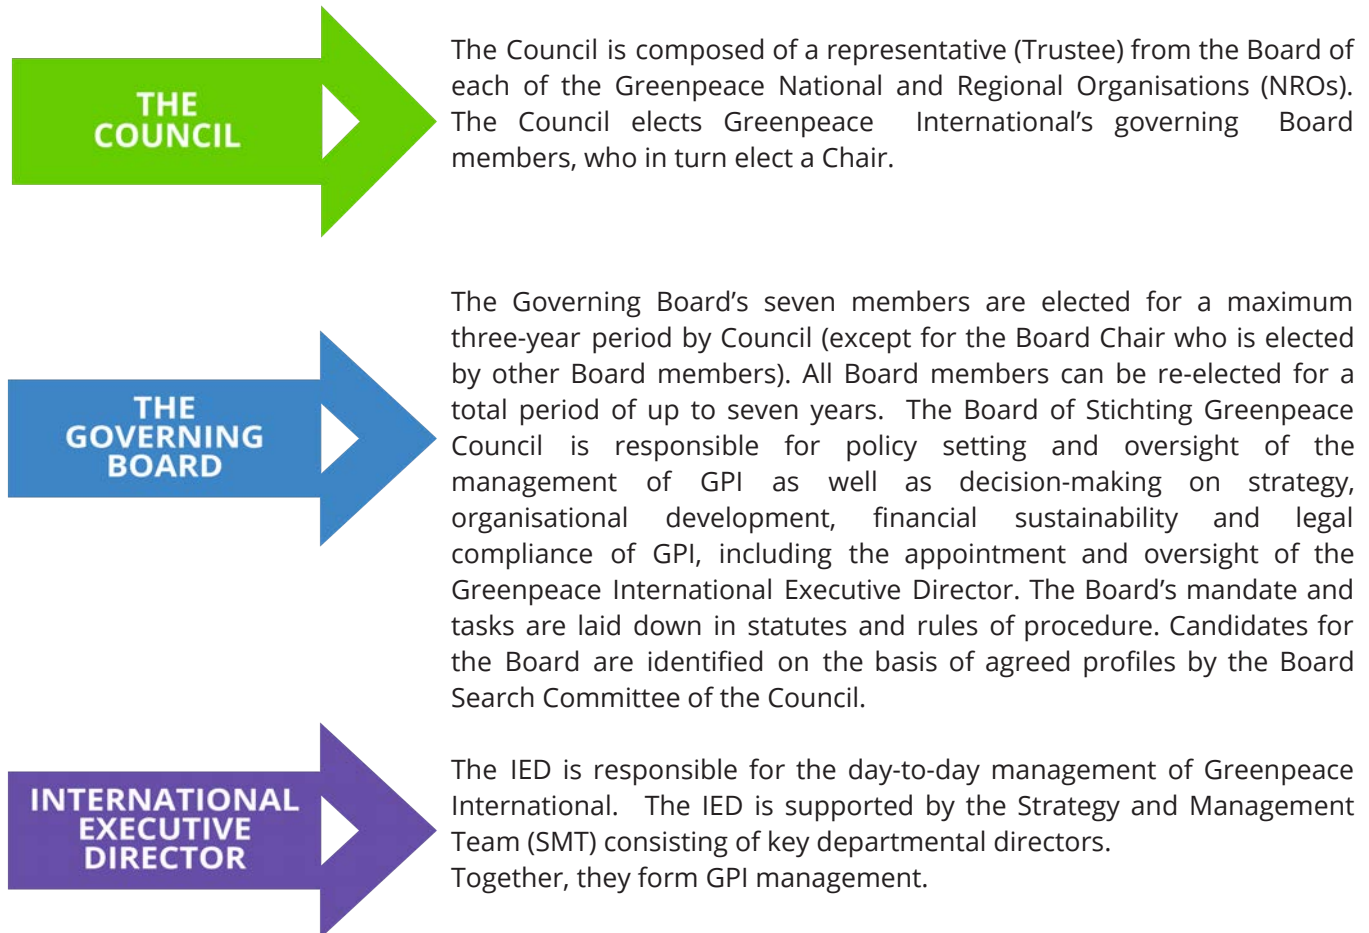 THE
COUNCIL
The Council is composed of a representative (Trustee) from the Board of
each of the Greenpeace National and Regional Organisations (NROs).
The Council elects Greenpeace International’s governing Board
members, who in turn elect a Chair.
THE
GOVERNING
BOARD
The Governing Board’s seven members are elected for a maximum
three-year period by Council (except for the Board Chair who is elected
by other Board members). All Board members can be re-elected for a
total period of up to seven years. The Board of Stichting Greenpeace
Council is responsible for policy setting and oversight of the
management of GPI as well as decision-making on strategy,
organisational development, financial sustainability and legal
compliance of GPI, including the appointment and oversight of the
Greenpeace International Executive Director. The Board’s mandate and
tasks are laid down in statutes and rules of procedure. Candidates for
the Board are identified on the basis of agreed profiles by the Board
Search Committee of the Council.
INTERNATIONAL
EXECUTIVE
DIRECTOR
The IED is responsible for the day-to-day management of Greenpeace
International. The IED is supported by the Strategy and Management
Team (SMT) consisting of key departmental directors.
Together, they form GPI management.